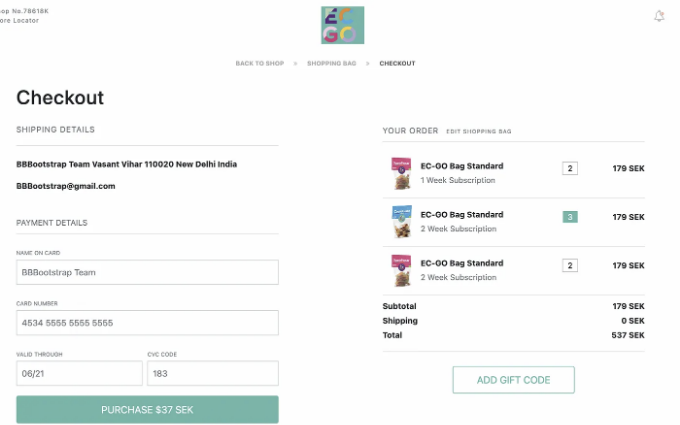 op No.78618K
ore Locator
EC
GO
BACK TO SHOP > SHOPPING BAG > CHECKOUT
Checkout
SHIPPING DETAILS
BBBootstrap Team Vasant Vihar 110020 New Delhi India
BBBootstrap@gmail.com
PAYMENT DETAILS
NAME ON CARD
BBBootstrap Team
CARD NUMBER
4534 5555 5555 5555
VALID THROUGH CVC CODE
06/21 183
PURCHASE $37 SEK
YOUR ORDER EDIT SHOPPING BAG
EC-GO Bag Standard 2 179 SEK
1 Week Subscription
EC-GO Bag Standard 3 179 SEK
2 Week Subscription
EC-GO Bag Standard 2 179 SEK
2 Week Subscription
Subtotal 179 SEK
Shipping 0 SEK
Total 537 SEK
ADD GIFT CODE